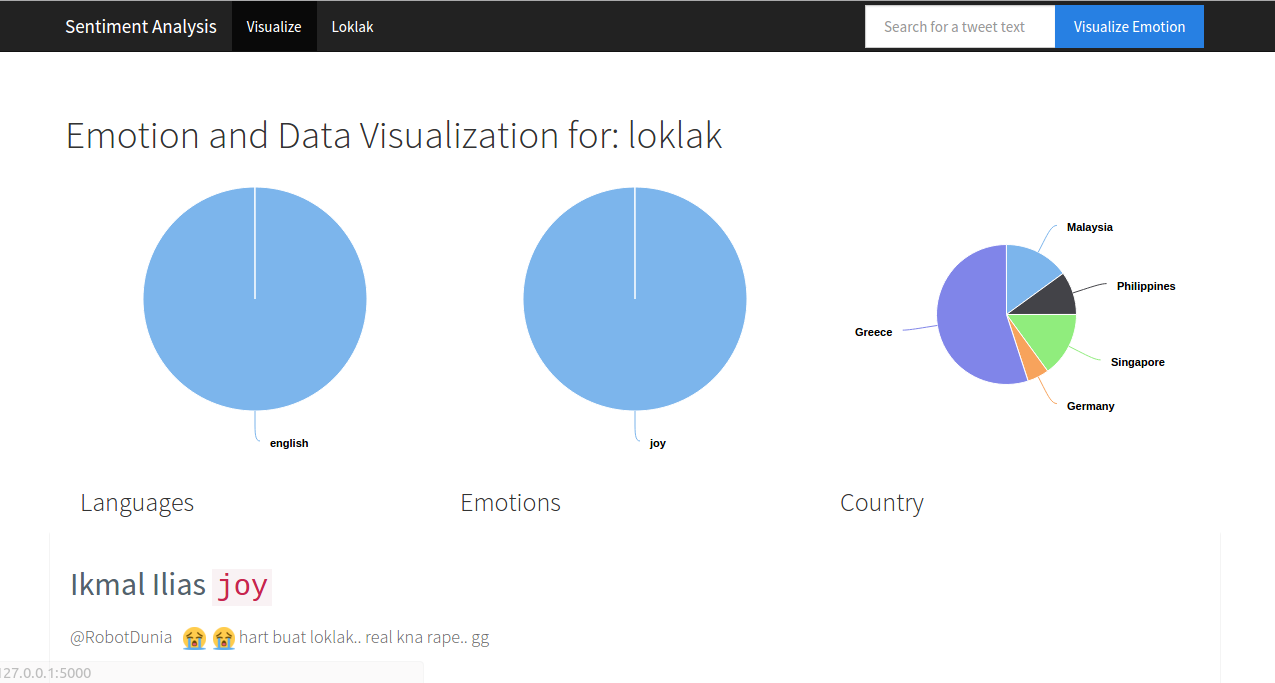 Sentiment Analysis Visualize Loklak Search for a tweet text Visualize Emotion
Emotion and Data Visualization for: loklak
Malaysia
Philippines
Greece
Singapore
Germany
english
joy
Languages Emotions Country
Ikmal Ilias joy
@RobotDunia 😭 😭 hart buat loklak.. real kna rape.. gg
127.0.0.1:5000